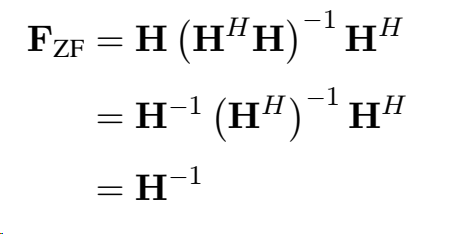 F_ZF = H (H^H H)^{-1} H^H
= H^{-1} (H^H)^{-1} H^H
= H^{-1}